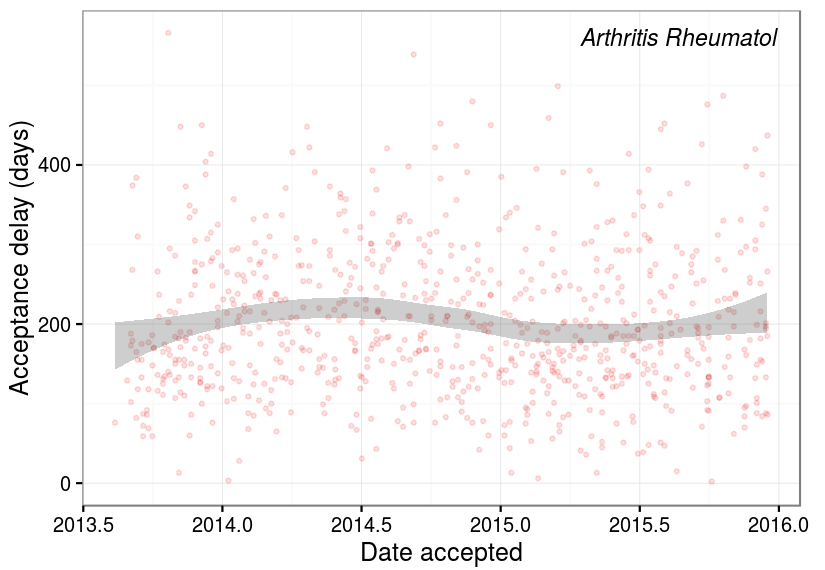 Arthritis Rheumatol
Acceptance delay (days)
400
200
0
2013.5 2014.0 2014.5 2015.0 2015.5 2016.0
Date accepted